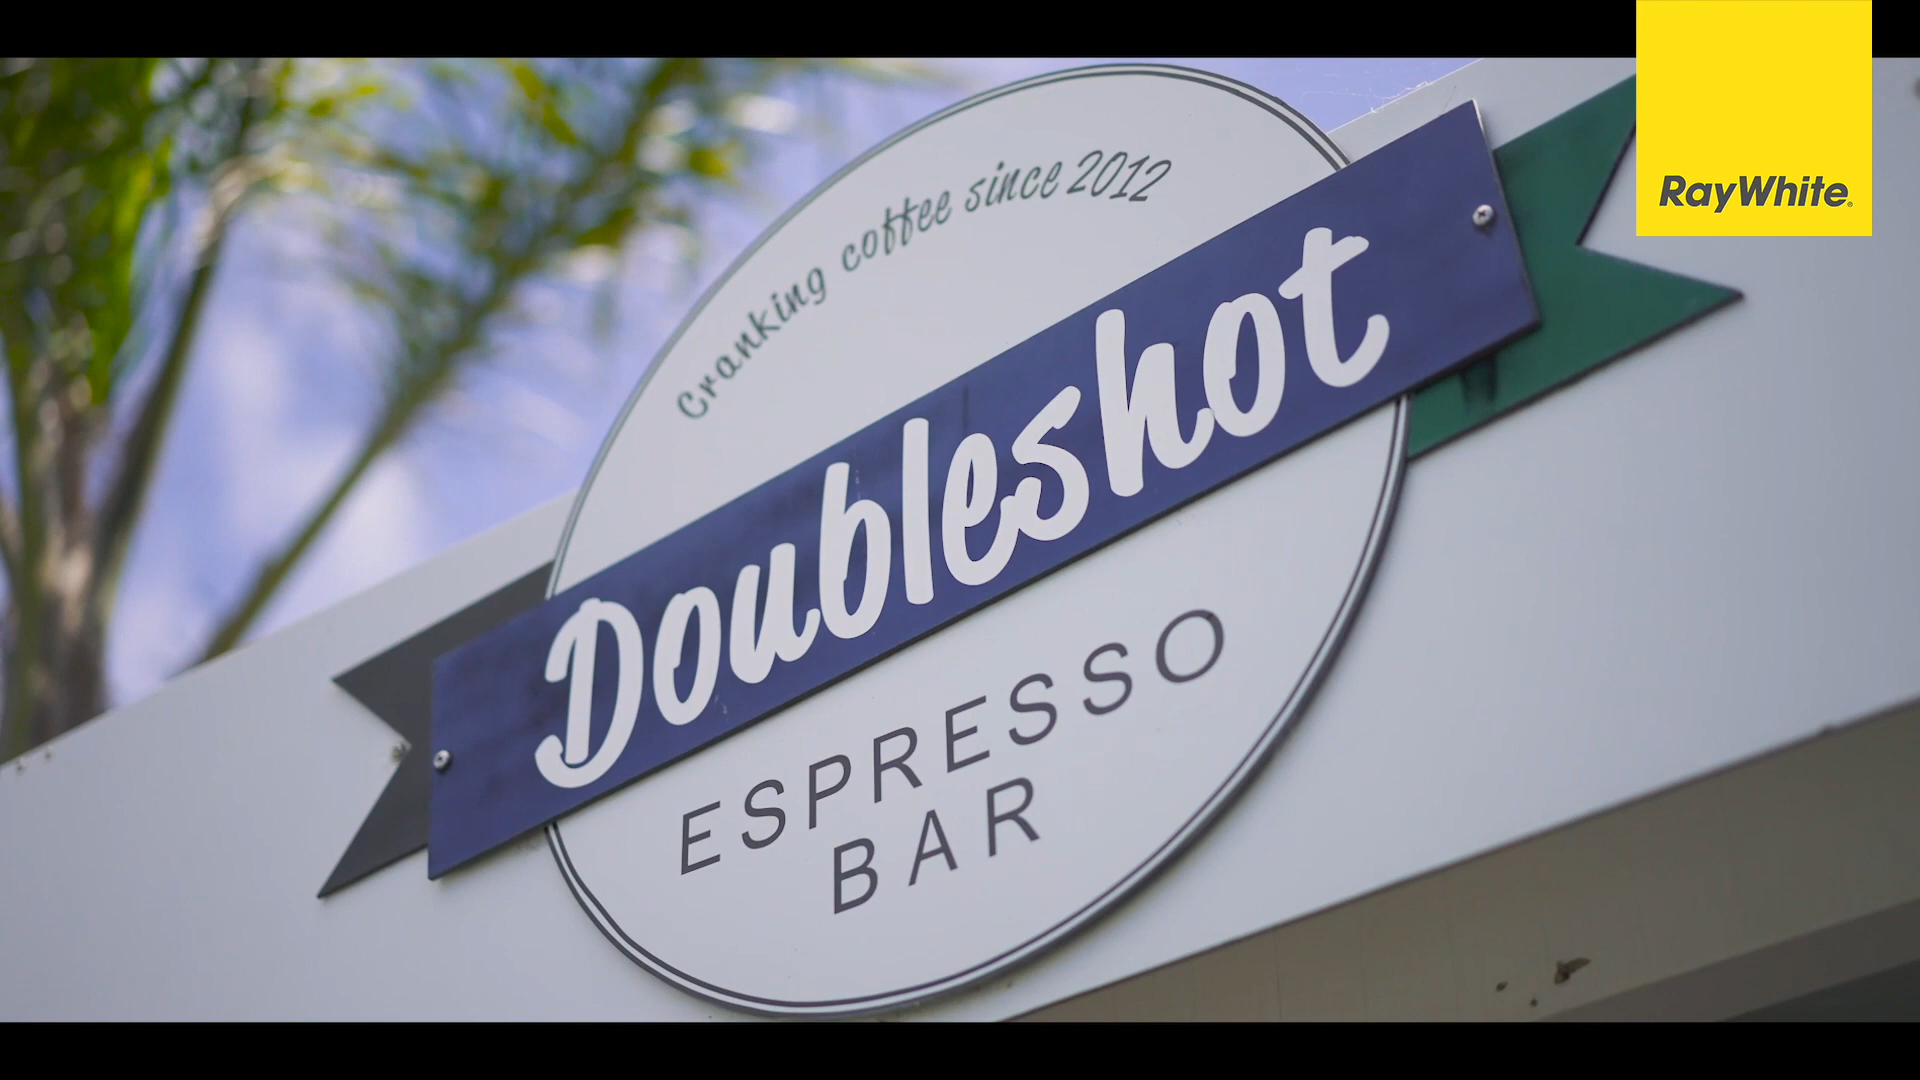 RayWhite
Cranking coffee since 2012
Doubleshot
ESPRESSO
BAR